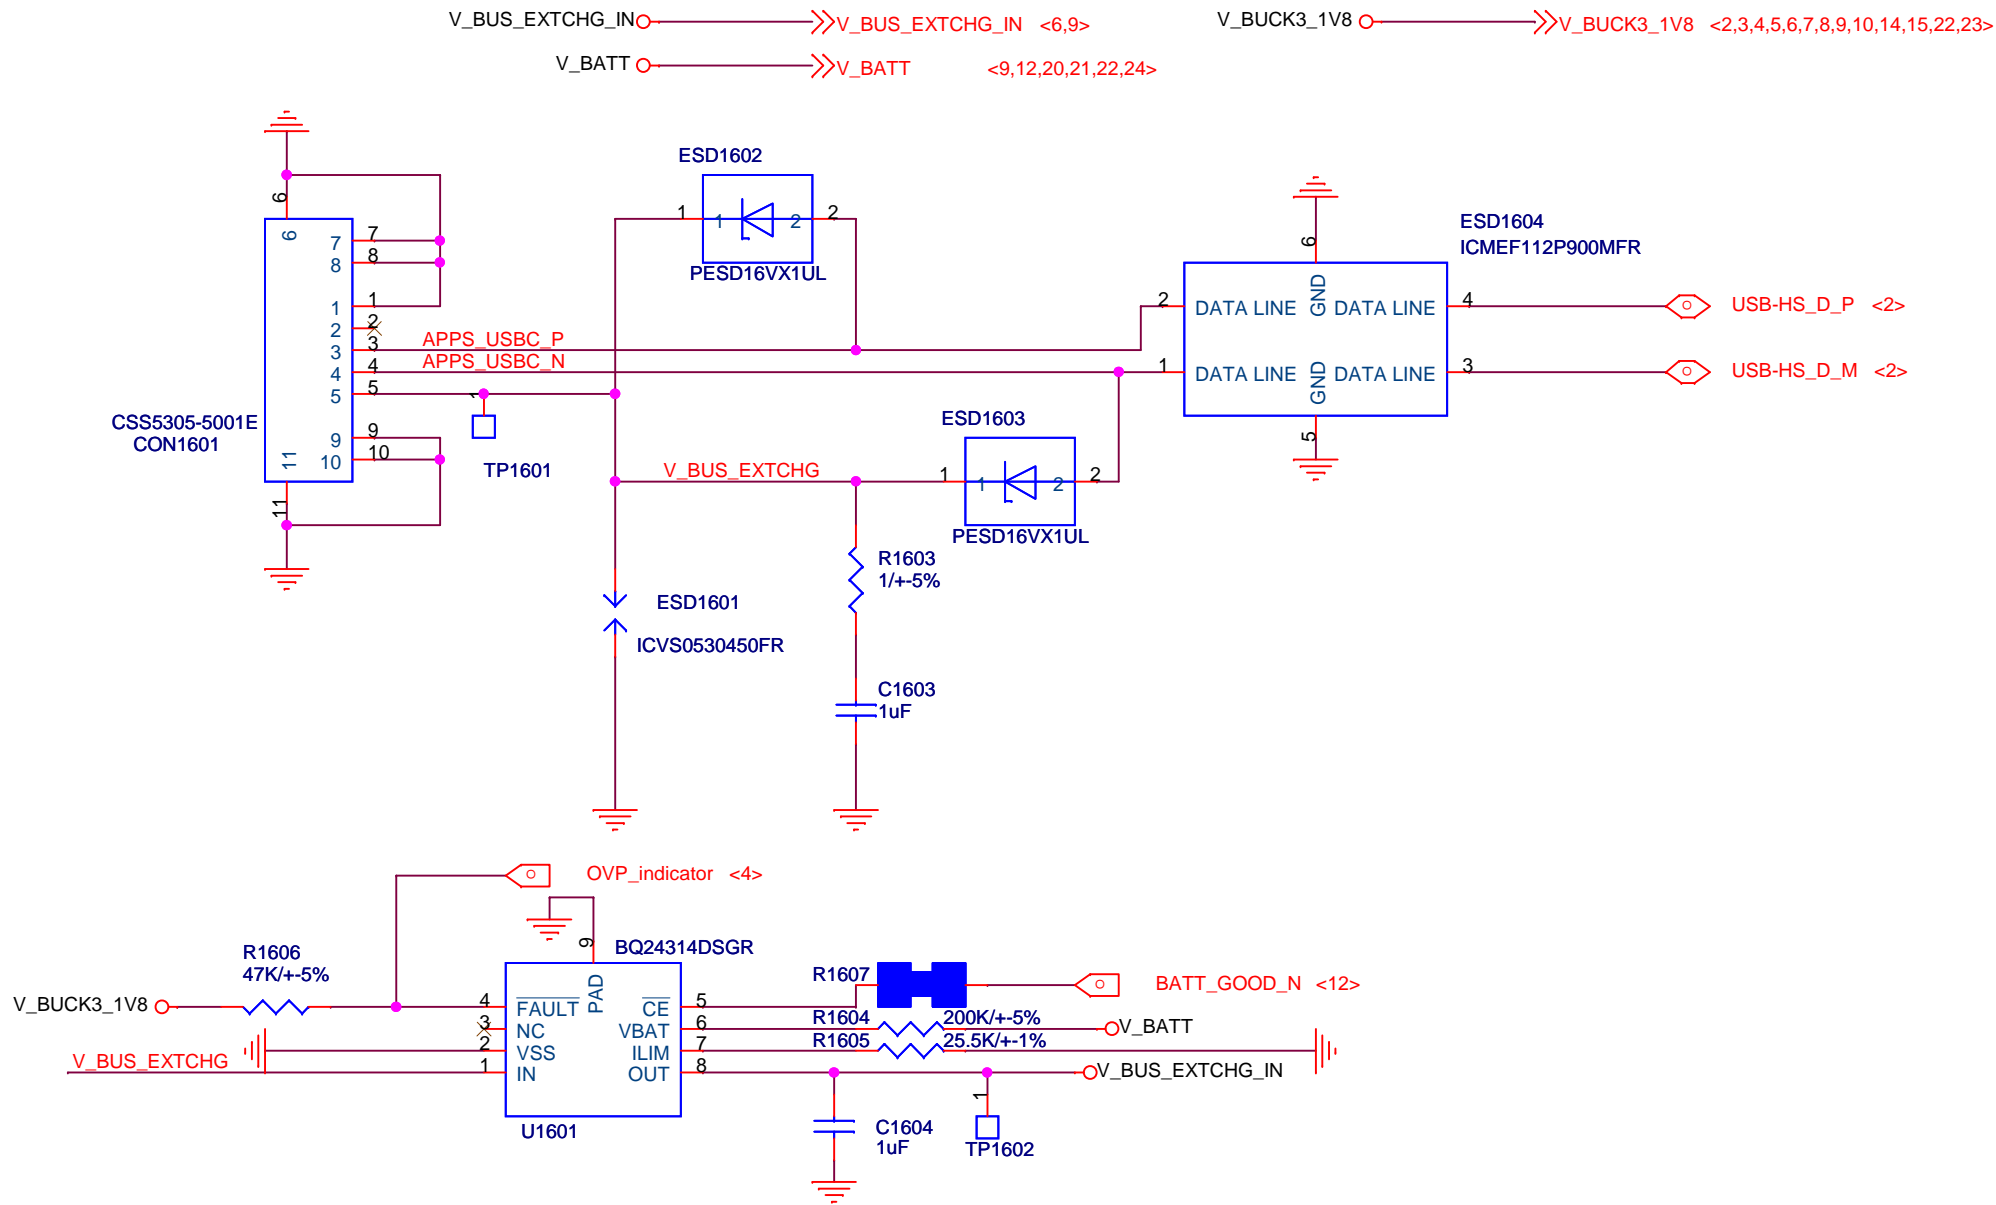 V_BUS_EXTCHG_IN V_BUS_EXTCHG_IN <6,9> V_BUCK3_1V8 V_BUCK3_1V8 <2,3,4,5,6,7,8,9,10,14,15,22,23>
V_BATT V_BATT <9,12,20,21,22,24>
ESD1602
1 1 2 2
PESD16VX1UL
6
6
7 7
8 8
1 1
2 2
3 3 APPS_USBC_P
4 4 APPS_USBC_N
5 5
9 9
10 10
11
11
CSS5305-5001E
CON1601
1
TP1601
ESD1604
ICMEF112P900MFR
6
2 DATA LINE GND DATA LINE 4 USB-HS_D_P <2>
1 DATA LINE GND DATA LINE 3 USB-HS_D_M <2>
5
ESD1603
V_BUS_EXTCHG 1 1 2 2
PESD16VX1UL
R1603
1/+-5%
ESD1601
ICVS0530450FR
C1603
1uF
OVP_indicator <4>
9
BQ24314DSGR
R1606
47K/+-5%
PAD
R1607 BATT_GOOD_N <12>
V_BUCK3_1V8 4 FAULT CE 5
3 NC VBAT 6 R1604 200K/+-5% V_BATT
2 VSS ILIM 7 R1605 25.5K/+-1%
V_BUS_EXTCHG 1 IN OUT 8 V_BUS_EXTCHG_IN
U1601
C1604
1uF
1
TP1602